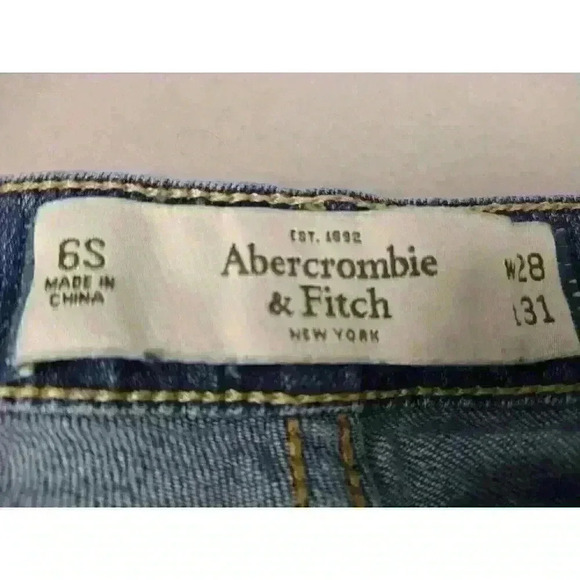 6S
MADE IN
CHINA
EST. 1892
Abercrombie
& Fitch
NEW YORK
W28
L31